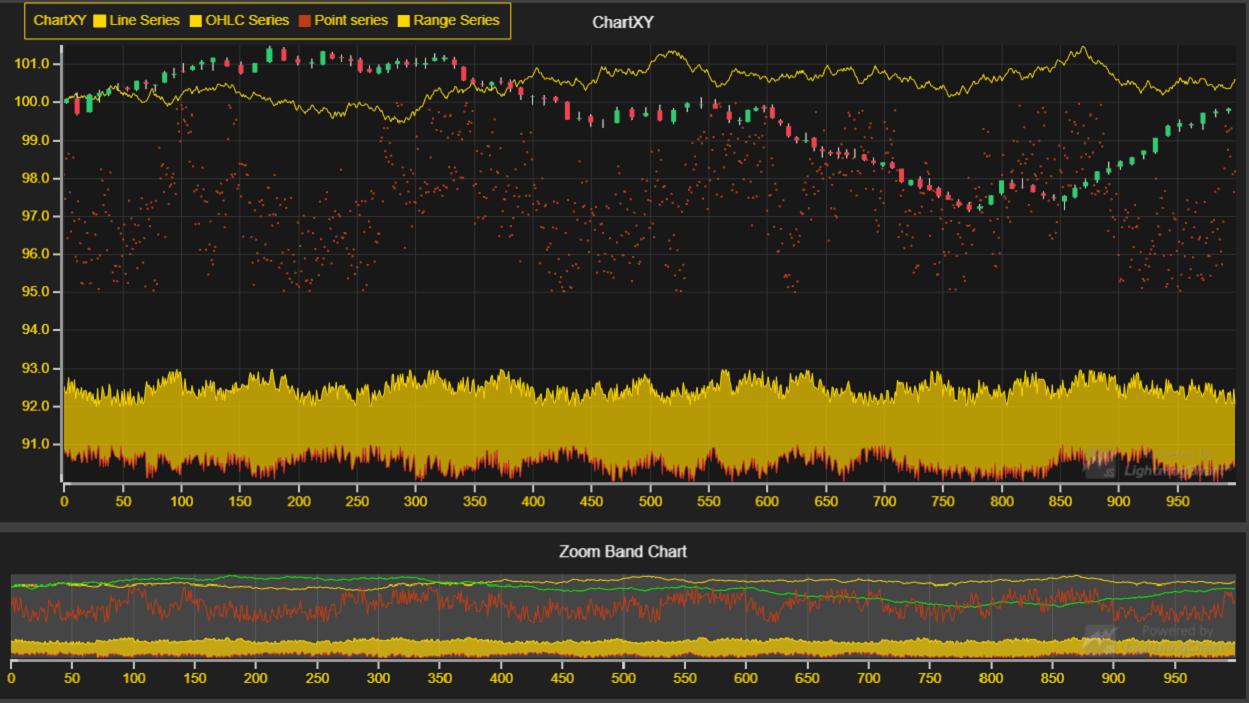 ChartXY Line Series OHLC Series Point series Range Series
ChartXY
101.0
100.0
99.0
98.0
97.0
96.0
95.0
94.0
93.0
92.0
91.0
0 50 100 150 200 250 300 350 400 450 500 550 600 650 700 750 800 850 900 950
Zoom Band Chart
Powered by
0 50 100 150 200 250 300 350 400 450 500 550 600 650 700 750 800 850 900 950